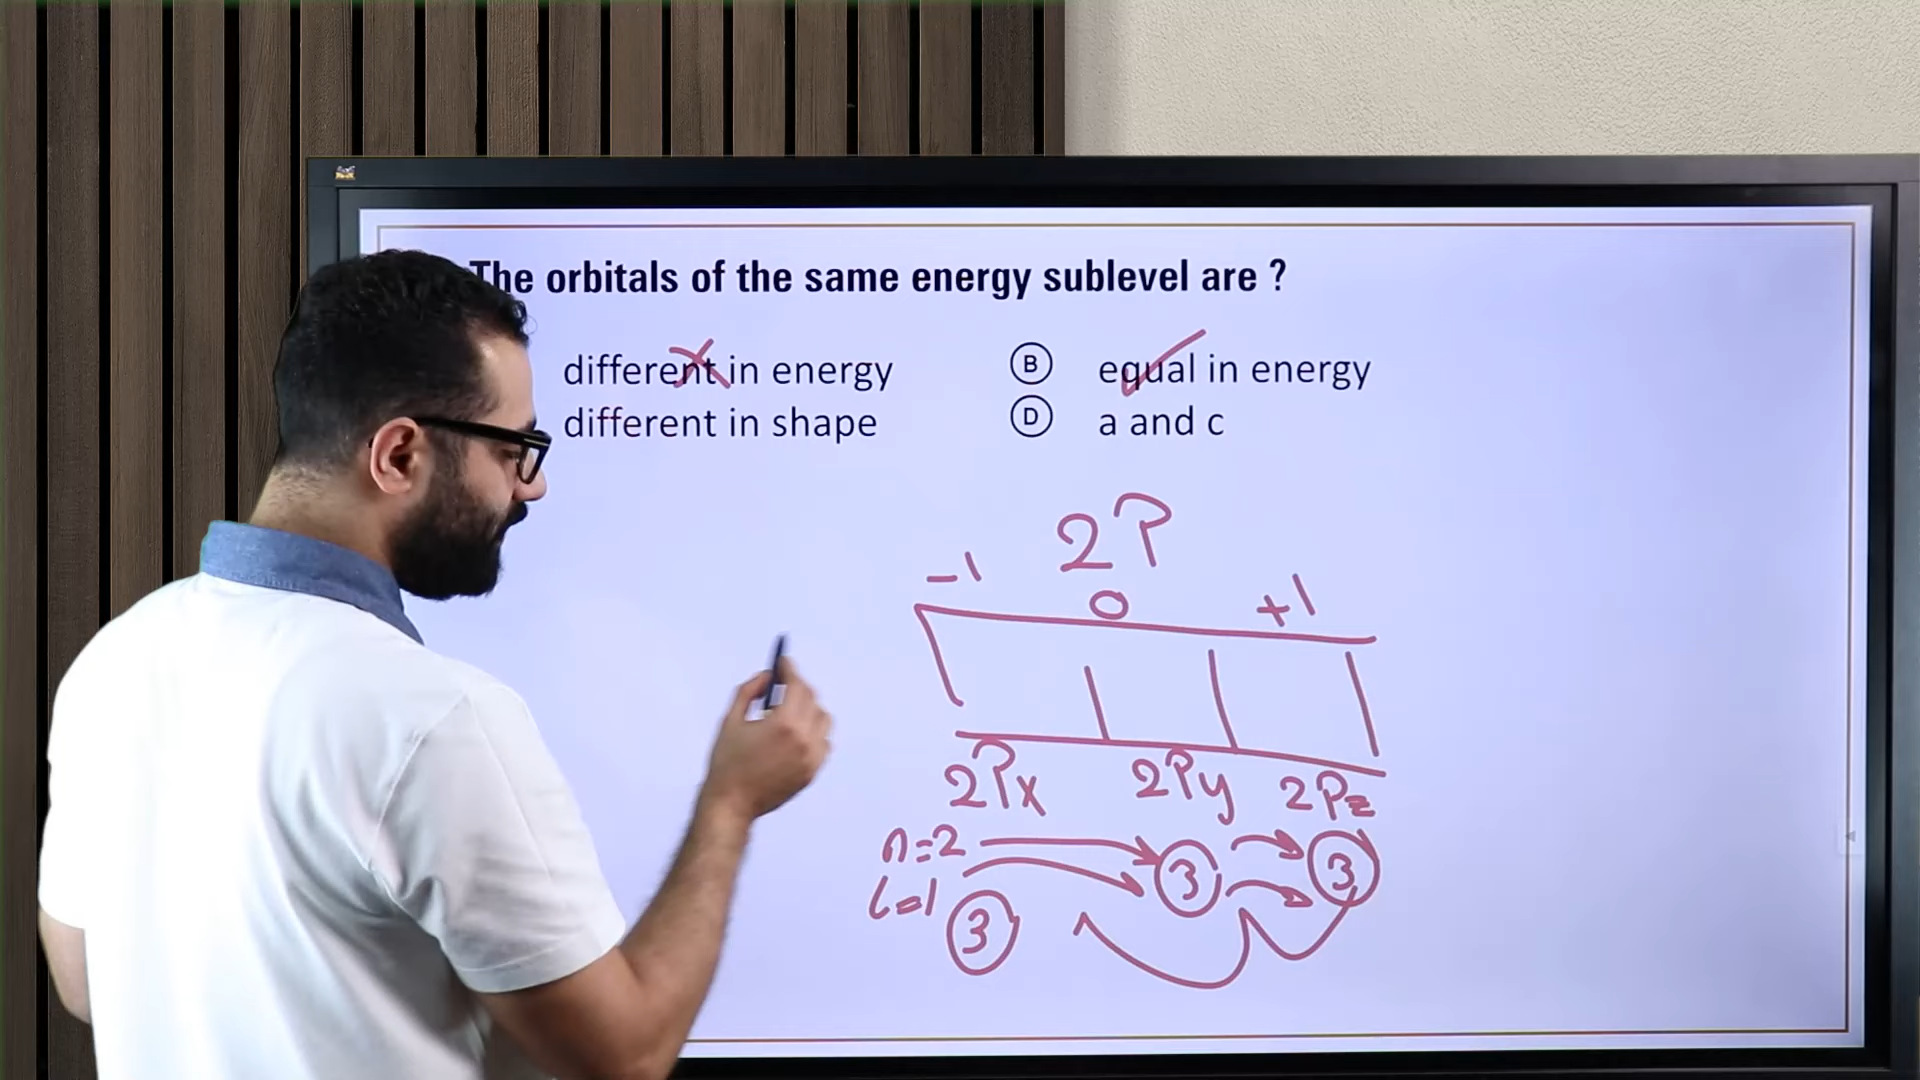 The orbitals of the same energy sublevel are ?
different in energy
B equal in energy
different in shape
D a and c
2P
-1 0 +1
2Px 2Py 2Pz
n=2
l=1
3 3 3